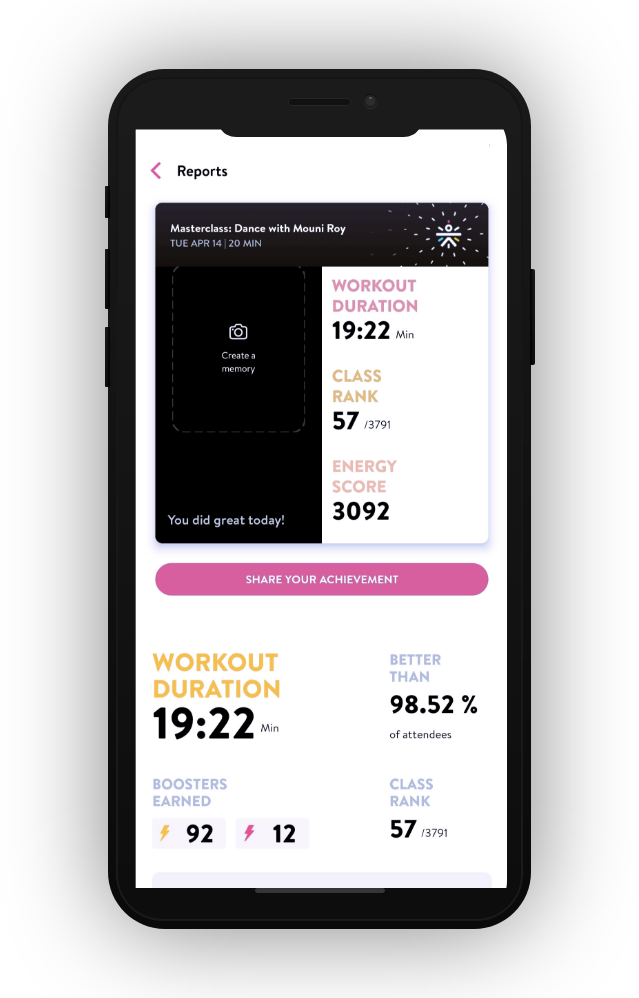 Reports
Masterclass: Dance with Mouni Roy
TUE APR 14 | 20 MIN
Create a
memory
You did great today!
WORKOUT
DURATION
19:22 Min
CLASS
RANK
57 /3791
ENERGY
SCORE
3092
SHARE YOUR ACHIEVEMENT
WORKOUT
DURATION
19:22 Min
BETTER
THAN
98.52 %
of attendees
BOOSTERS
EARNED
92 12
CLASS
RANK
57 /3791